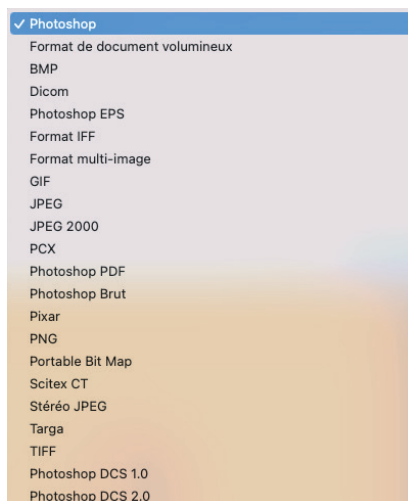 Photoshop
Format de document volumineux
BMP
Dicom
Photoshop EPS
Format IFF
Format multi-image
GIF
JPEG
JPEG 2000
PCX
Photoshop PDF
Photoshop Brut
Pixar
PNG
Portable Bit Map
Scitex CT
Stéréo JPEG
Targa
TIFF
Photoshop DCS 1.0
Photoshop DCS 2.0